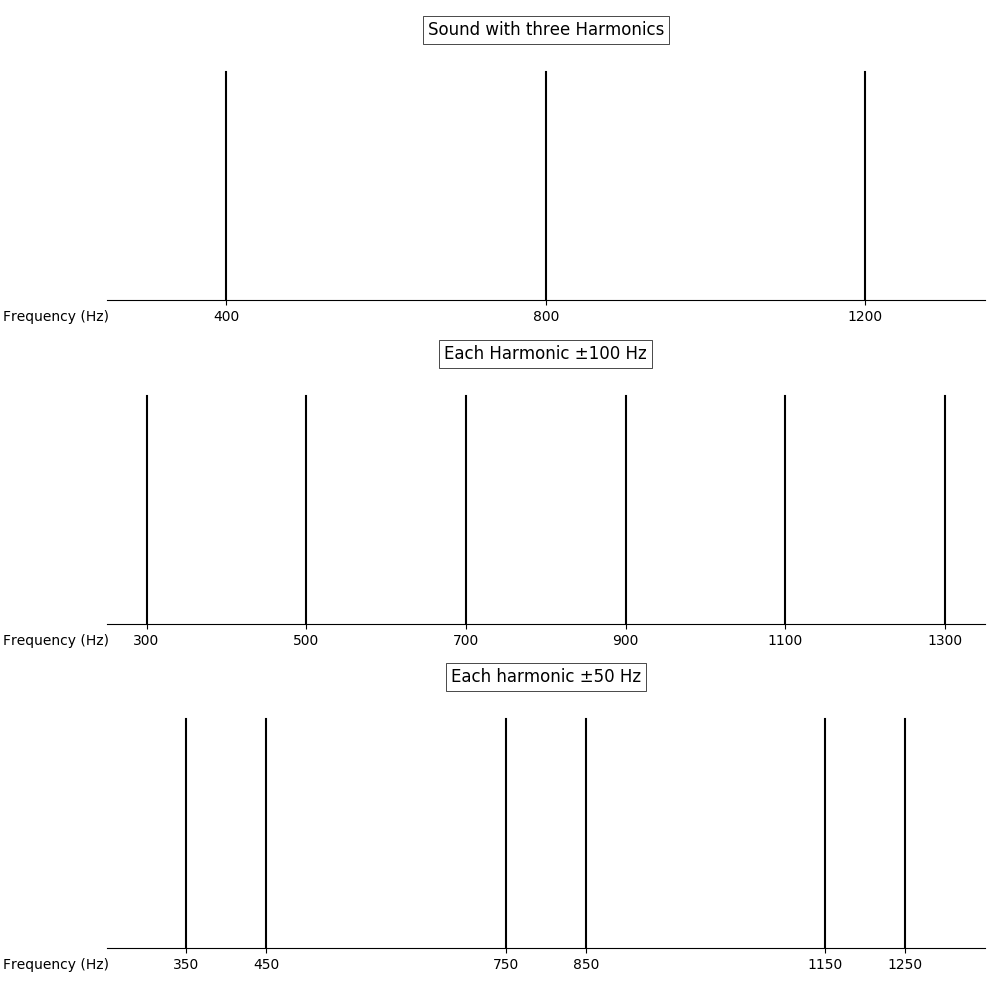 Sound with three Harmonics
Frequency (Hz) 400 800 1200
Each Harmonic ±100 Hz
Frequency (Hz) 300 500 700 900 1100 1300
Each harmonic ±50 Hz
Frequency (Hz) 350 450 750 850 1150 1250